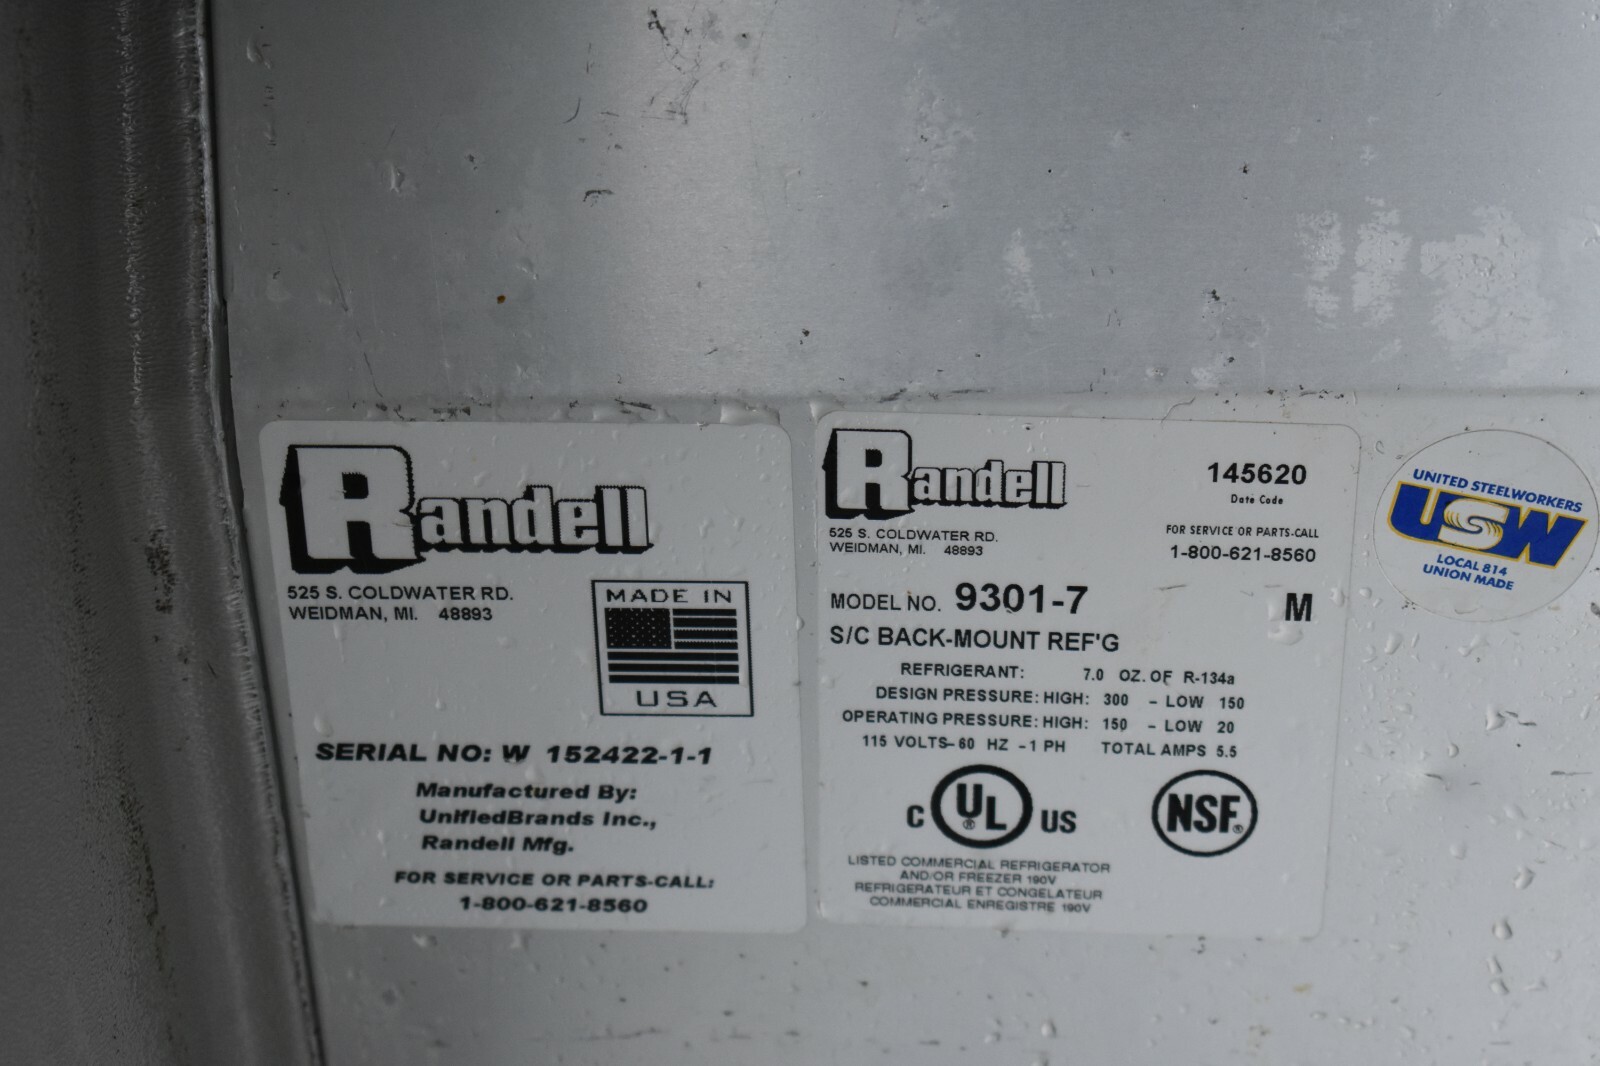 Randell
525 S. COLDWATER RD.
WEIDMAN, MI. 48893
MADE IN
USA
SERIAL NO: W 152422-1-1
Manufactured By:
UnifiedBrands Inc.,
Randell Mfg.
FOR SERVICE OR PARTS-CALL:
1-800-621-8560
Randell
525 S. COLDWATER RD.
WEIDMAN, MI. 48893
145620
Date Code
FOR SERVICE OR PARTS-CALL
1-800-621-8560
MODEL NO. 9301-7 M
S/C BACK-MOUNT REF'G
REFRIGERANT: 7.0 OZ. OF R-134a
DESIGN PRESSURE: HIGH: 300 - LOW 150
OPERATING PRESSURE: HIGH: 150 - LOW 20
115 VOLTS- 60 HZ - 1 PH TOTAL AMPS 5.5
C UL® US
NSF®
LISTED COMMERCIAL REFRIGERATOR
AND/OR FREEZER 190V
REFRIGERATEUR ET CONGELATEUR
COMMERCIAL ENREGISTRE 190V
UNITED STEELWORKERS
USW
LOCAL 814
UNION MADE